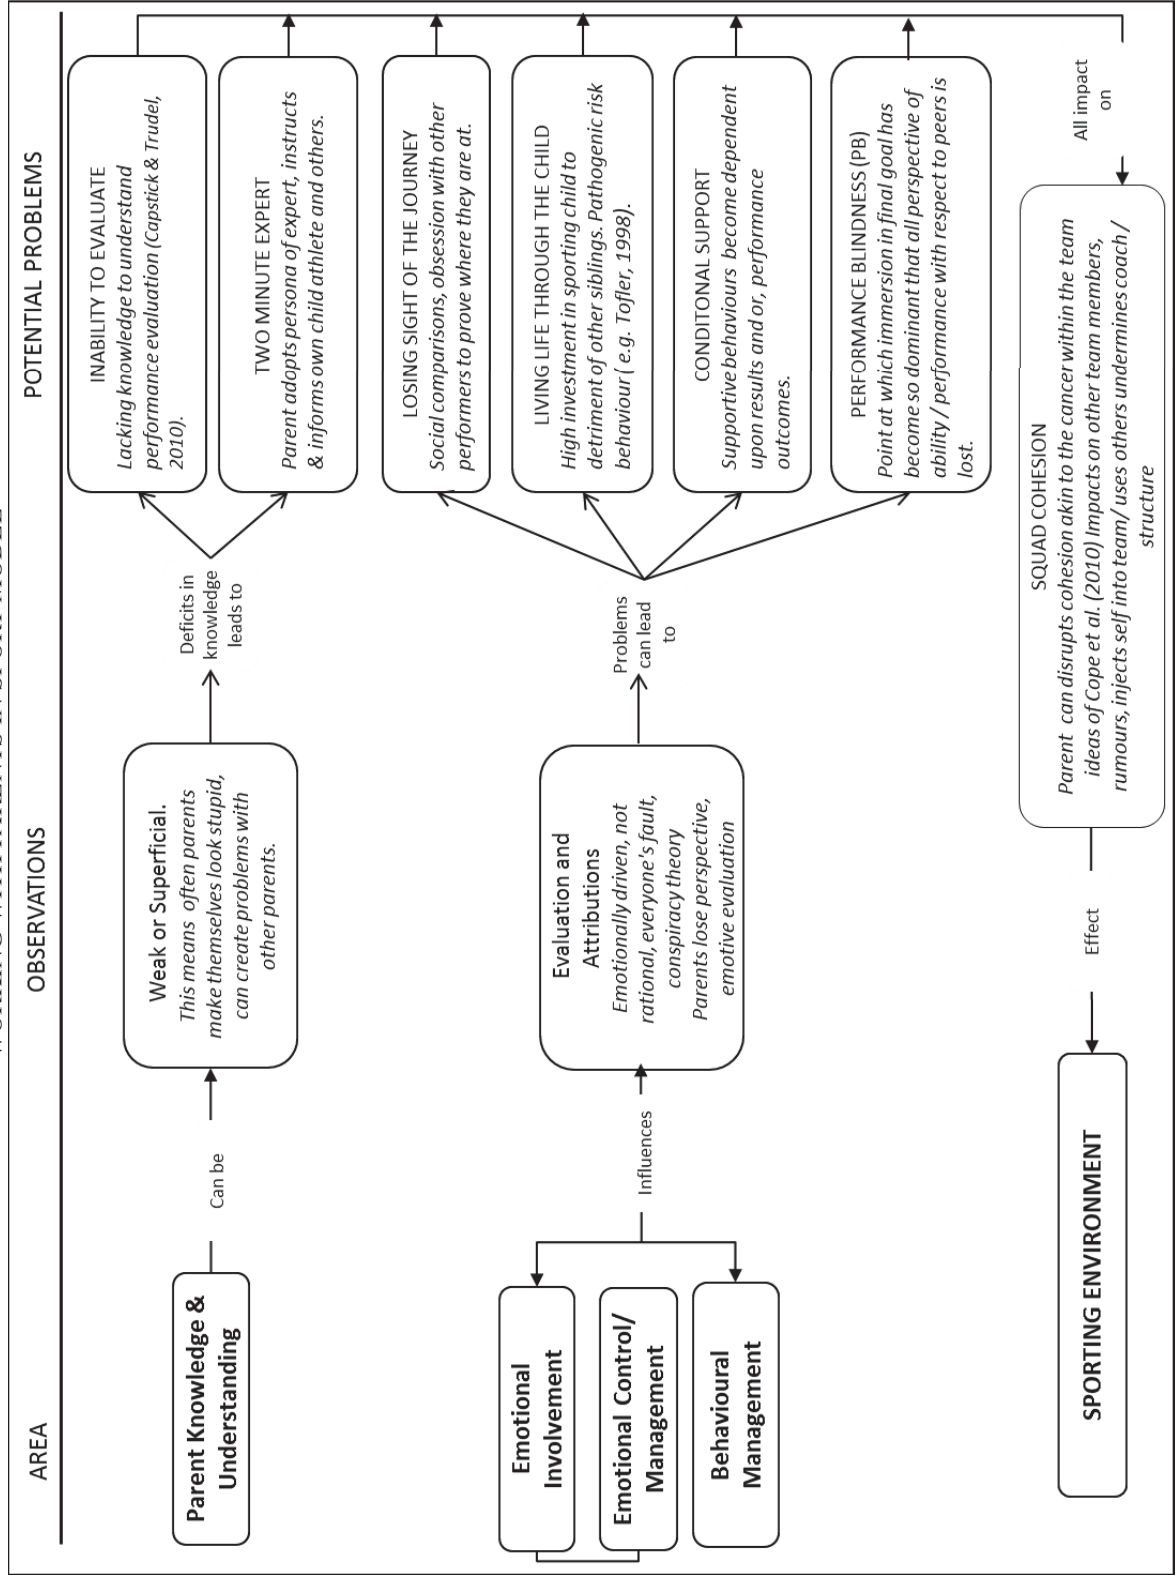 AREA
OBSERVATIONS
POTENTIAL PROBLEMS
Parent Knowledge &
Understanding
Can be
Weak or Superficial.
This means often parents
make themselves look stupid,
can create problems with
other parents.
Deficits in
knowledge
leads to
INABILITY TO EVALUATE
Lacking knowledge to understand
performance evaluation (Capstick & Trudel,
2010).
TWO MINUTE EXPERT
Parent adopts persona of expert, instructs
& informs own child athlete and others.
Emotional
Involvement
Emotional Control/
Management
Behavioural
Management
Influences
Evaluation and
Attributions
Emotionally driven, not
rational, everyone's fault,
conspiracy theory
Parents lose perspective,
emotive evaluation
Problems
can lead
to
LOSING SIGHT OF THE JOURNEY
Social comparisons, obsession with other
performers to prove where they are at.
LIVING LIFE THROUGH THE CHILD
High investment in sporting child to
detriment of other siblings. Pathogenic risk
behaviour ( e.g. Tofler, 1998).
CONDITONAL SUPPORT
Supportive behaviours become dependent
upon results and or, performance
outcomes.
PERFORMANCE BLINDNESS (PB)
Point at which immersion in final goal has
become so dominant that all perspective of
ability / performance with respect to peers is
lost.
All impact
on
SQUAD COHESION
Parent can disrupts cohesion akin to the cancer within the team
ideas of Cope et al. (2010) Impacts on other team members,
rumours, injects self into team/ uses others undermines coach /
structure
Effect
SPORTING ENVIRONMENT